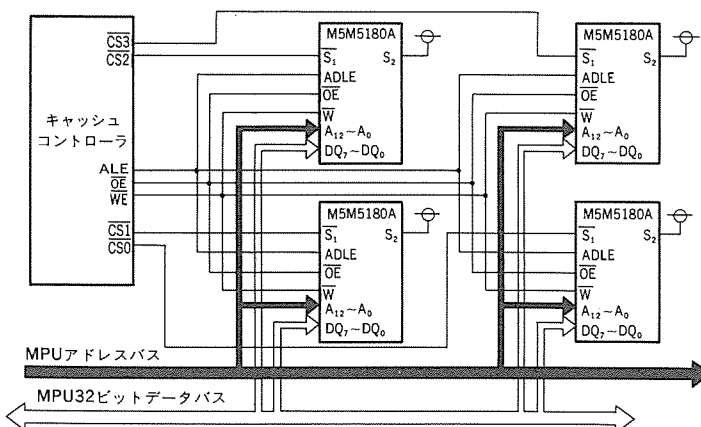 CS3
CS2
キャッシュ
コントローラ
ALE
OE
WE
CS1
CS0
M5M5180A
S1 S2
ADLE
OE
W
A12~A0
DQ7~DQ0
M5M5180A
S1 S2
ADLE
OE
W
A12~A0
DQ7~DQ0
M5M5180A
S1 S2
ADLE
OE
W
A12~A0
DQ7~DQ0
M5M5180A
S1 S2
ADLE
OE
W
A12~A0
DQ7~DQ0
MPUアドレスバス
MPU32ビットデータバス